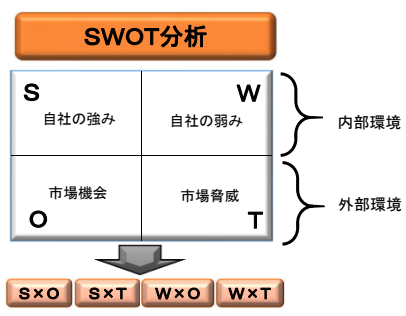 SWOT分析
S
W
自社の強み
自社の弱み
内部環境
市場機会
市場脅威
外部環境
O
T
S×O
S×T
W×O
W×T